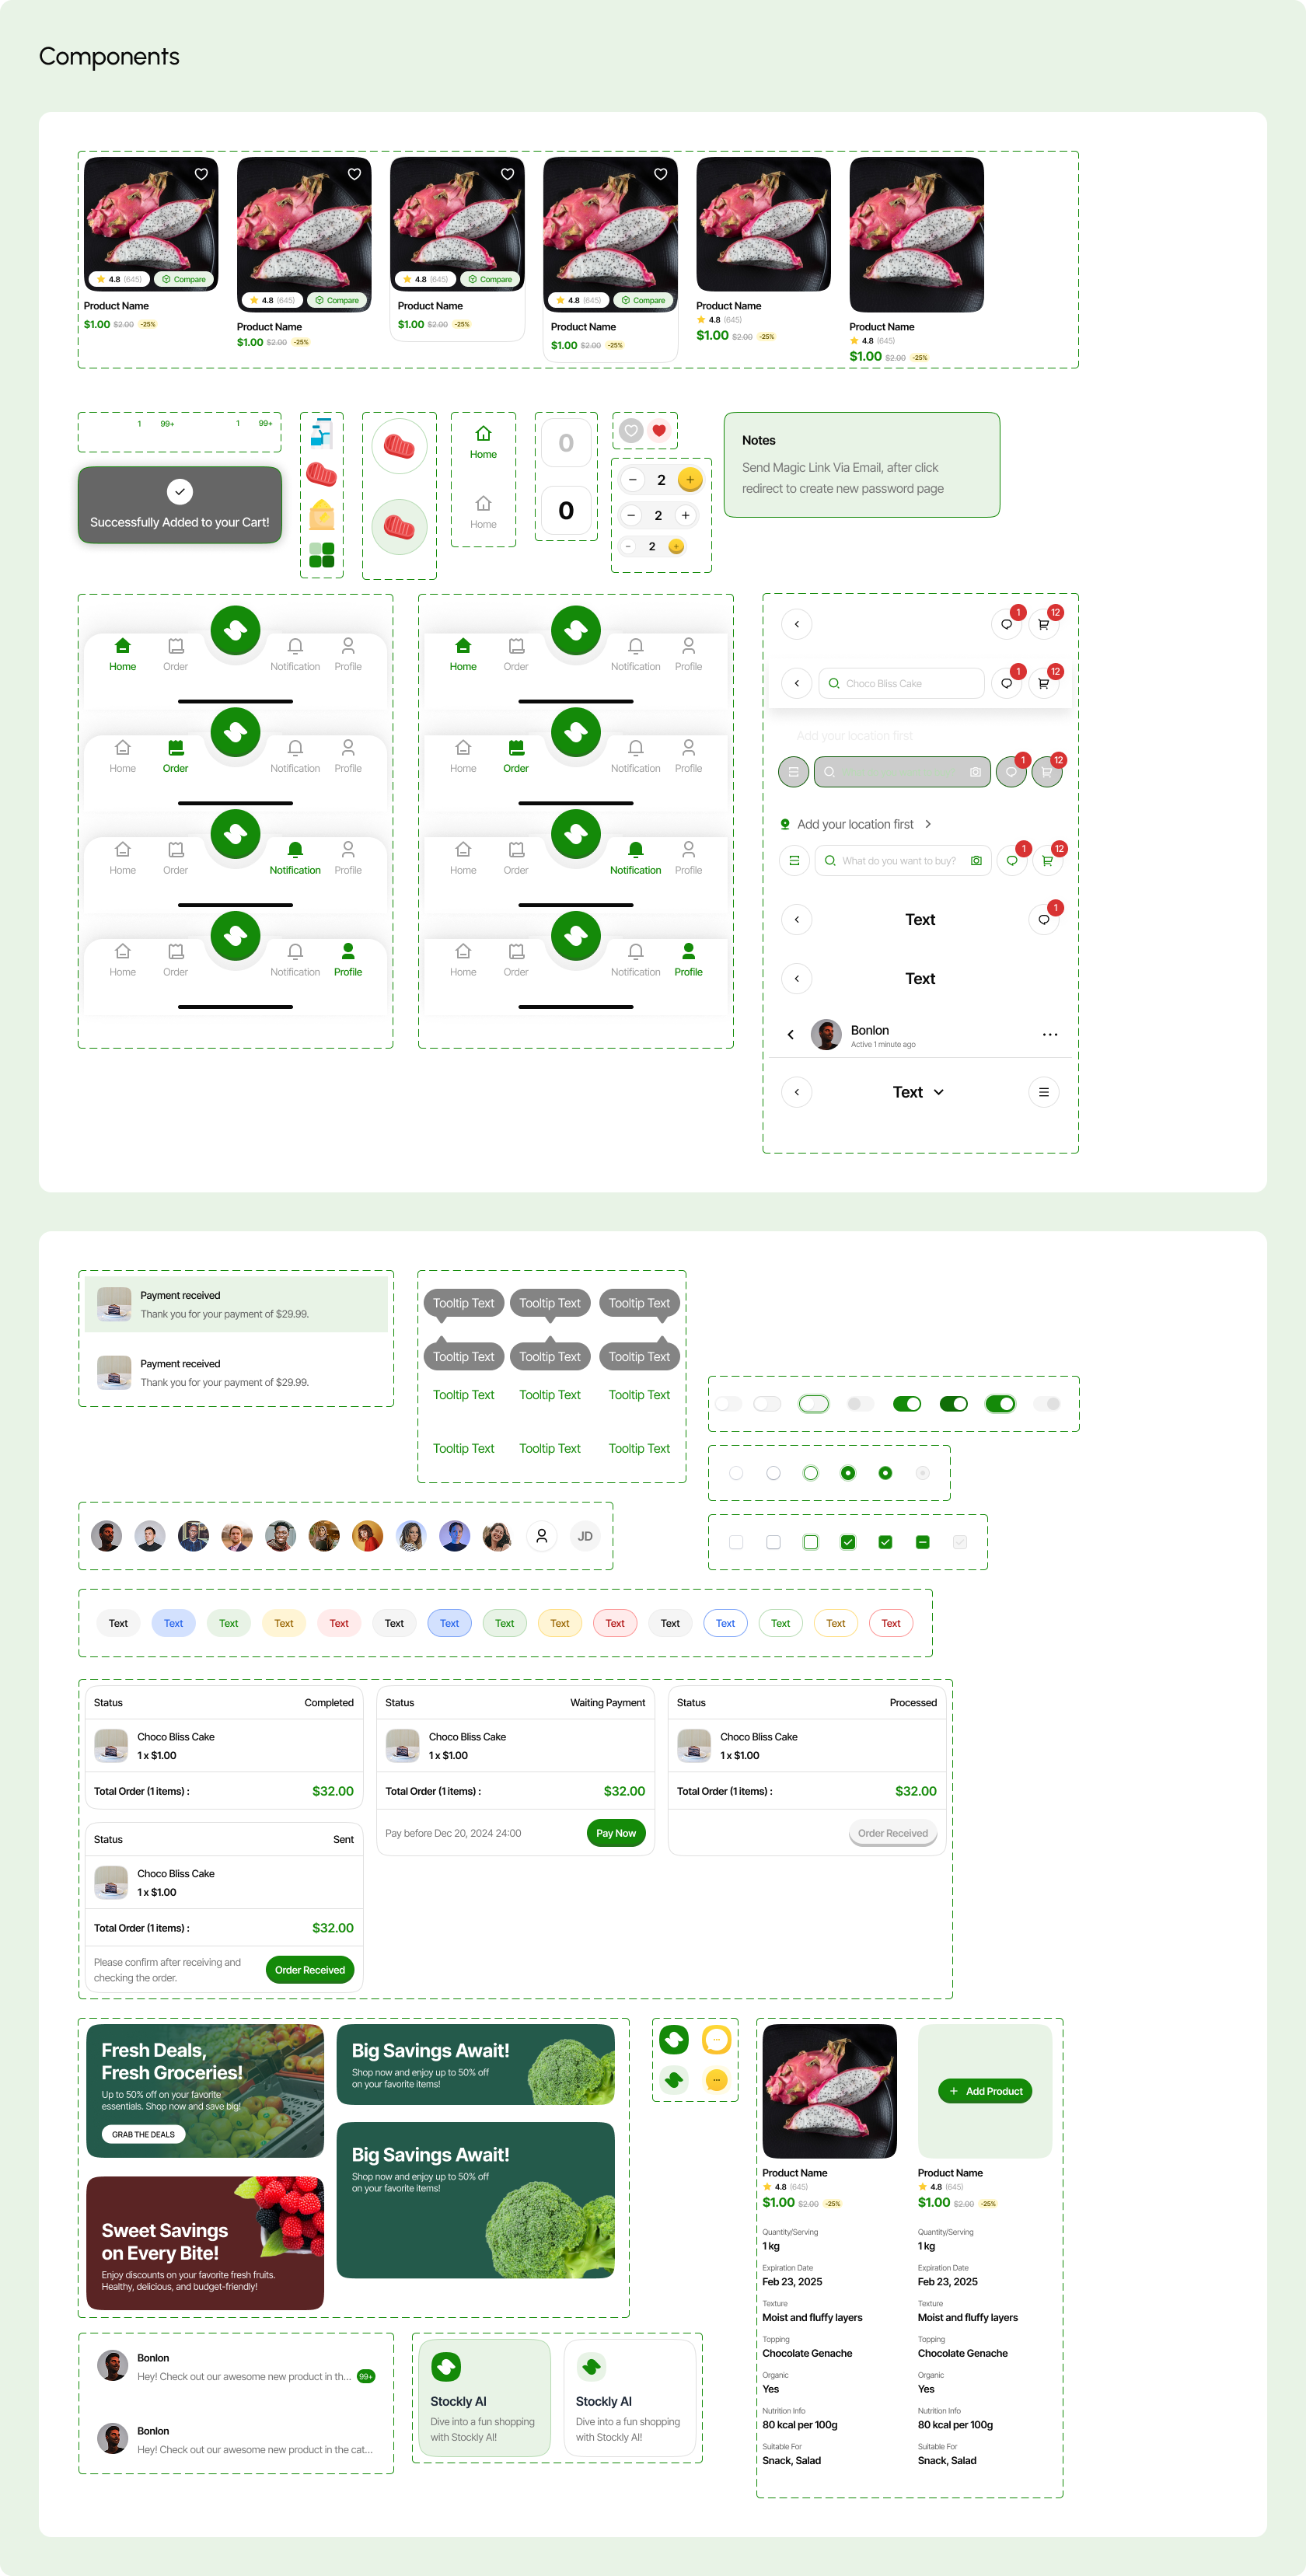 Components
4.8 (645) Compare
Product Name
$1.00 $2.00 -25%
4.8 (645) Compare
Product Name
$1.00 $2.00 -25%
4.8 (645) Compare
Product Name
$1.00 $2.00 -25%
4.8 (645) Compare
Product Name
$1.00 $2.00 -25%
Product Name
4.8 (645)
$1.00 $2.00 -25%
Product Name
4.8 (645)
$1.00 $2.00 -25%
1 99+ 1 99+
Successfully Added to your Cart!
Home
Home
0
0
2
2
2
Notes
Send Magic Link Via Email, after click
redirect to create new password page
Home Order Notification Profile
Home Order Notification Profile
Home Order Notification Profile
Home Order Notification Profile
Home Order Notification Profile
Home Order Notification Profile
Home Order Notification Profile
Home Order Notification Profile
1 12
Choco Bliss Cake 1 12
Add your location first
1 12
Add your location first
What do you want to buy? 1 12
Text 1
Text
Bonlon
Active 1 minute ago
Text
Payment received
Thank you for your payment of $29.99.
Payment received
Thank you for your payment of $29.99.
Tooltip Text Tooltip Text Tooltip Text
Tooltip Text Tooltip Text Tooltip Text
Tooltip Text Tooltip Text Tooltip Text
Tooltip Text Tooltip Text Tooltip Text
JD
Text Text Text Text Text Text Text Text Text Text Text Text Text Text Text
Status Completed
Choco Bliss Cake
1 x $1.00
Total Order (1 items) : $32.00
Status Waiting Payment
Choco Bliss Cake
1 x $1.00
Total Order (1 items) : $32.00
Pay before Dec 20, 2024 24:00 Pay Now
Status Processed
Choco Bliss Cake
1 x $1.00
Total Order (1 items) : $32.00
Order Received
Status Sent
Choco Bliss Cake
1 x $1.00
Total Order (1 items) : $32.00
Please confirm after receiving and
checking the order.
Order Received
Fresh Deals,
Fresh Groceries!
Up to 50% off on your favorite
essentials. Shop now and save big!
GRAB THE DEALS
Big Savings Await!
Shop now and enjoy up to 50% off
on your favorite items!
Big Savings Await!
Shop now and enjoy up to 50% off
on your favorite items!
Sweet Savings
on Every Bite!
Enjoy discounts on your favorite fresh fruits.
Healthy, delicious, and budget-friendly!
Product Name
4.8 (645)
$1.00 $2.00 -25%
Quantity/Serving
1 kg
Expiration Date
Feb 23, 2025
Texture
Moist and fluffy layers
Topping
Chocolate Genache
Organic
Yes
Nutrition Info
80 kcal per 100g
Suitable For
Snack, Salad
Add Product
Product Name
4.8 (645)
$1.00 $2.00 -25%
Quantity/Serving
1 kg
Expiration Date
Feb 23, 2025
Texture
Moist and fluffy layers
Topping
Chocolate Genache
Organic
Yes
Nutrition Info
80 kcal per 100g
Suitable For
Snack, Salad
Bonlon
Hey! Check out our awesome new product in th... 99+
Bonlon
Hey! Check out our awesome new product in the cat...
Stockly AI
Dive into a fun shopping
with Stockly AI!
Stockly AI
Dive into a fun shopping
with Stockly AI!